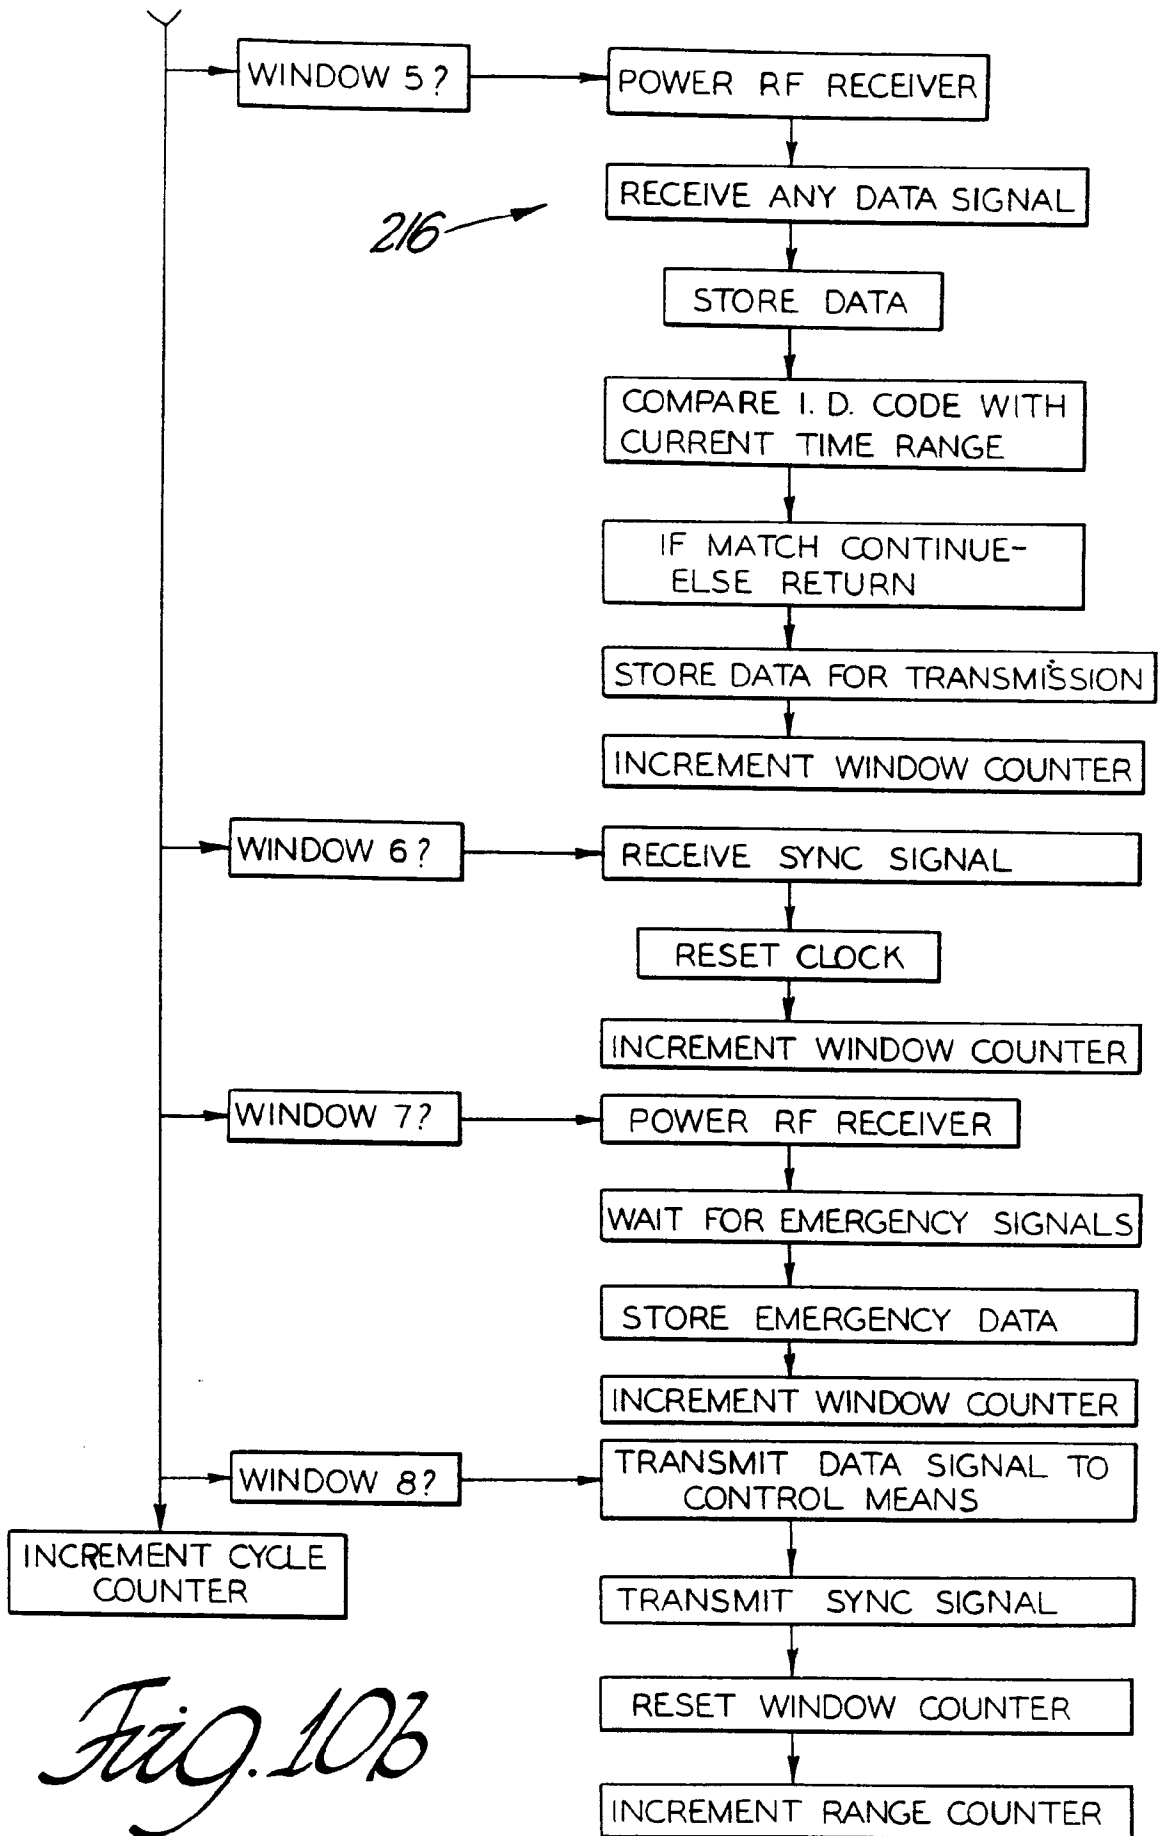 WINDOW 5?
POWER RF RECEIVER
RECEIVE ANY DATA SIGNAL
216
STORE DATA
COMPARE I. D. CODE WITH
CURRENT TIME RANGE
IF MATCH CONTINUE-
ELSE RETURN
STORE DATA FOR TRANSMISSION
INCREMENT WINDOW COUNTER
WINDOW 6?
RECEIVE SYNC SIGNAL
RESET CLOCK
INCREMENT WINDOW COUNTER
WINDOW 7?
POWER RF RECEIVER
WAIT FOR EMERGENCY SIGNALS
STORE EMERGENCY DATA
INCREMENT WINDOW COUNTER
WINDOW 8?
TRANSMIT DATA SIGNAL TO
CONTROL MEANS
INCREMENT CYCLE
COUNTER
TRANSMIT SYNC SIGNAL
RESET WINDOW COUNTER
INCREMENT RANGE COUNTER
Fig. 10b